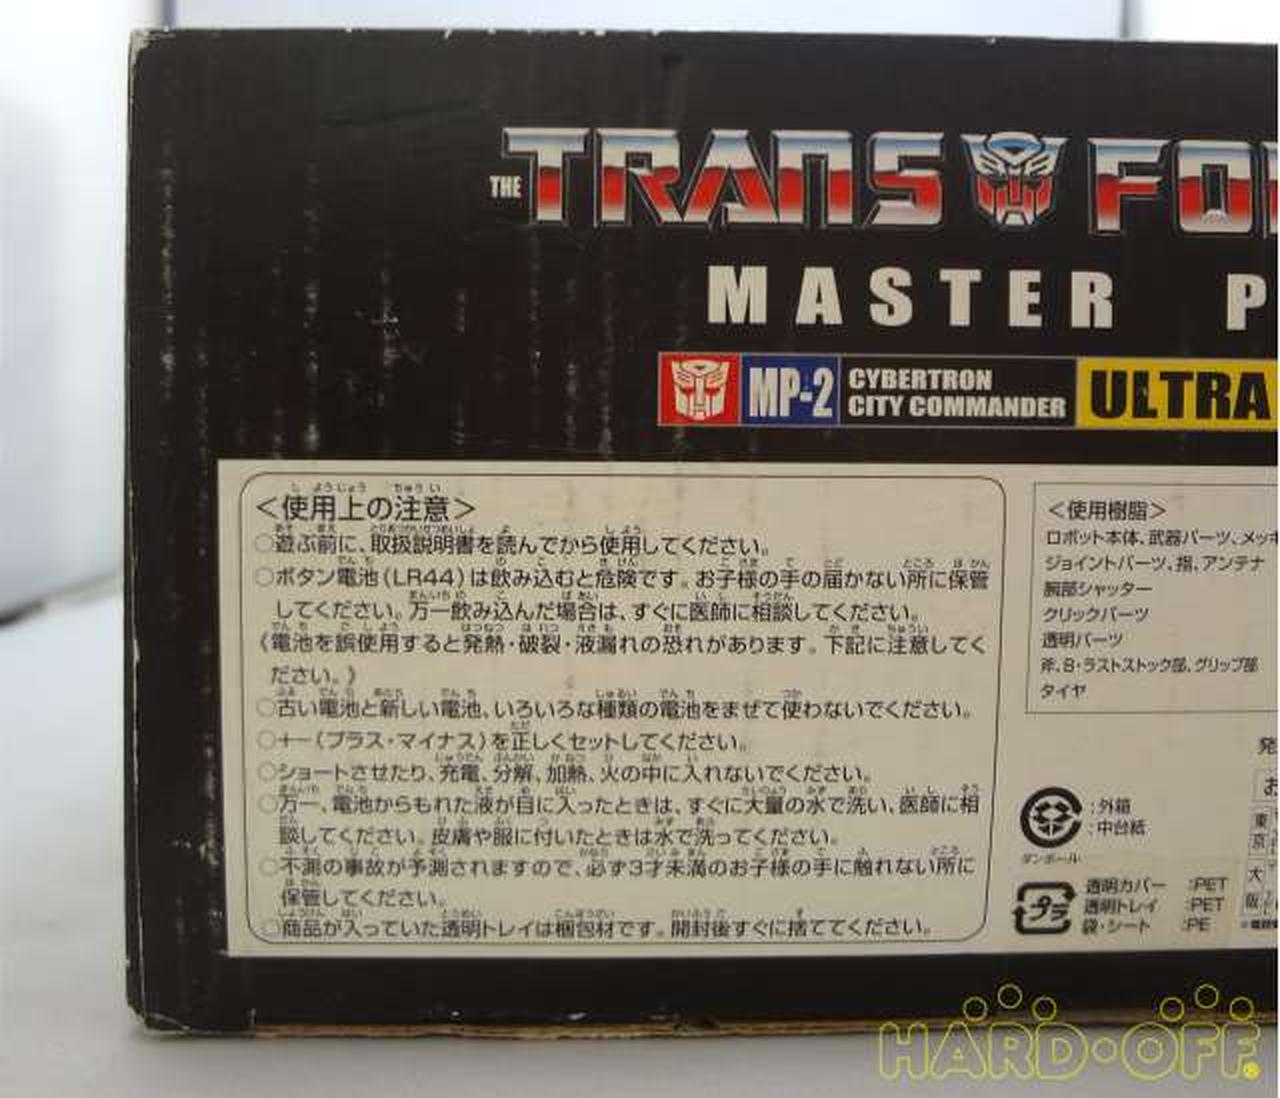 THE TRANSFO
MASTER P
MP-2 CYBERTRON CITY COMMANDER ULTRA
＜使用上の注意＞
○遊ぶ前に、取扱説明書を読んでから使用してください。
○ボタン電池(LR44)は飲み込むと危険です。お子様の手の届かない所に保管
してください。万一飲み込んだ場合は、すぐに医師に相談してください。
《電池を誤使用すると発熱・破裂・液漏れの恐れがあります。下記に注意してく
ださい。》
○古い電池と新しい電池、いろいろな種類の電池をまぜて使わないでください。
○＋－(プラス・マイナス)を正しくセットしてください。
○ショートさせたり、充電、分解、加熱、火の中に入れないでください。
○万一、電池からもれた液が目に入ったときは、すぐに大量の水で洗い、医師に相
談してください。皮膚や服に付いたときは水で洗ってください。
○不測の事故が予測されますので、必ず3才未満のお子様の手に触れない所に
保管してください。
○商品が入っていた透明トレイは梱包材です。開封後すぐに捨ててください。
＜使用樹脂＞
ロボット本体、武器パーツ、メッキ
ジョイントパーツ、指、アンテナ
腕部シャッター
クリックパーツ
透明パーツ
斧、B・ラストストック部、グリップ部
タイヤ
発
お
：外箱
：中台紙
ダンボール
プラ
透明カバー :PET
透明トレイ :PET
袋・シート :PE
東京
大阪
HARD・OFF